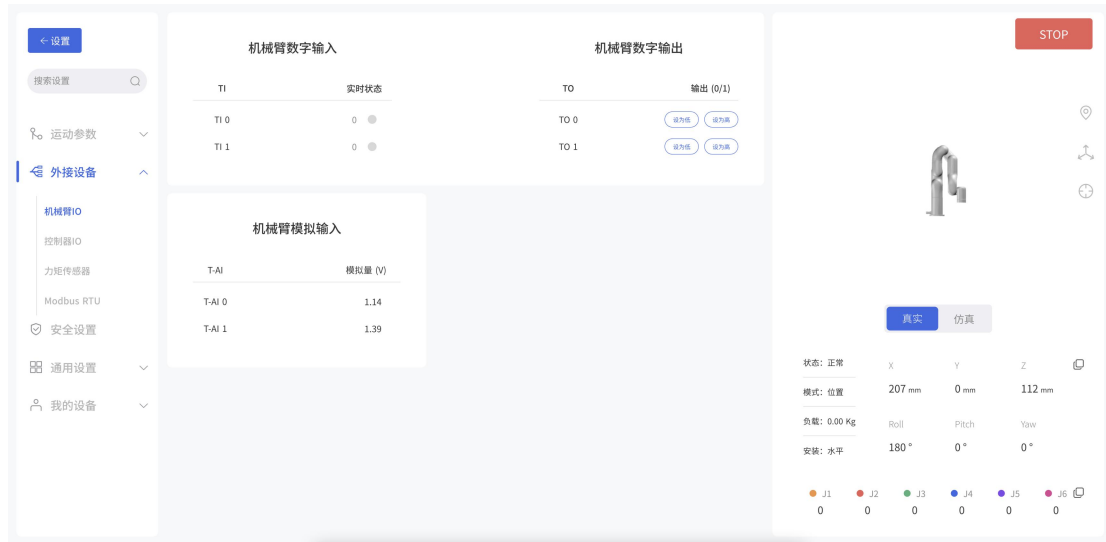 ←设置
搜索设置
运动参数
外接设备
机械臂IO
控制器IO
力矩传感器
Modbus RTU
安全设置
通用设置
我的设备
机械臂数字输入
TI 实时状态
TI 0 0
TI 1 0
机械臂数字输出
TO 输出 (0/1)
TO 0 设为低 设为高
TO 1 设为低 设为高
机械臂模拟输入
T-AI 模拟量 (V)
T-AI 0 1.14
T-AI 1 1.39
STOP
真实 仿真
状态: 正常
模式: 位置
负载: 0.00 Kg
安装: 水平
X Y Z
207 mm 0 mm 112 mm
Roll Pitch Yaw
180 ° 0 ° 0 °
J1 J2 J3 J4 J5 J6
0 0 0 0 0 0